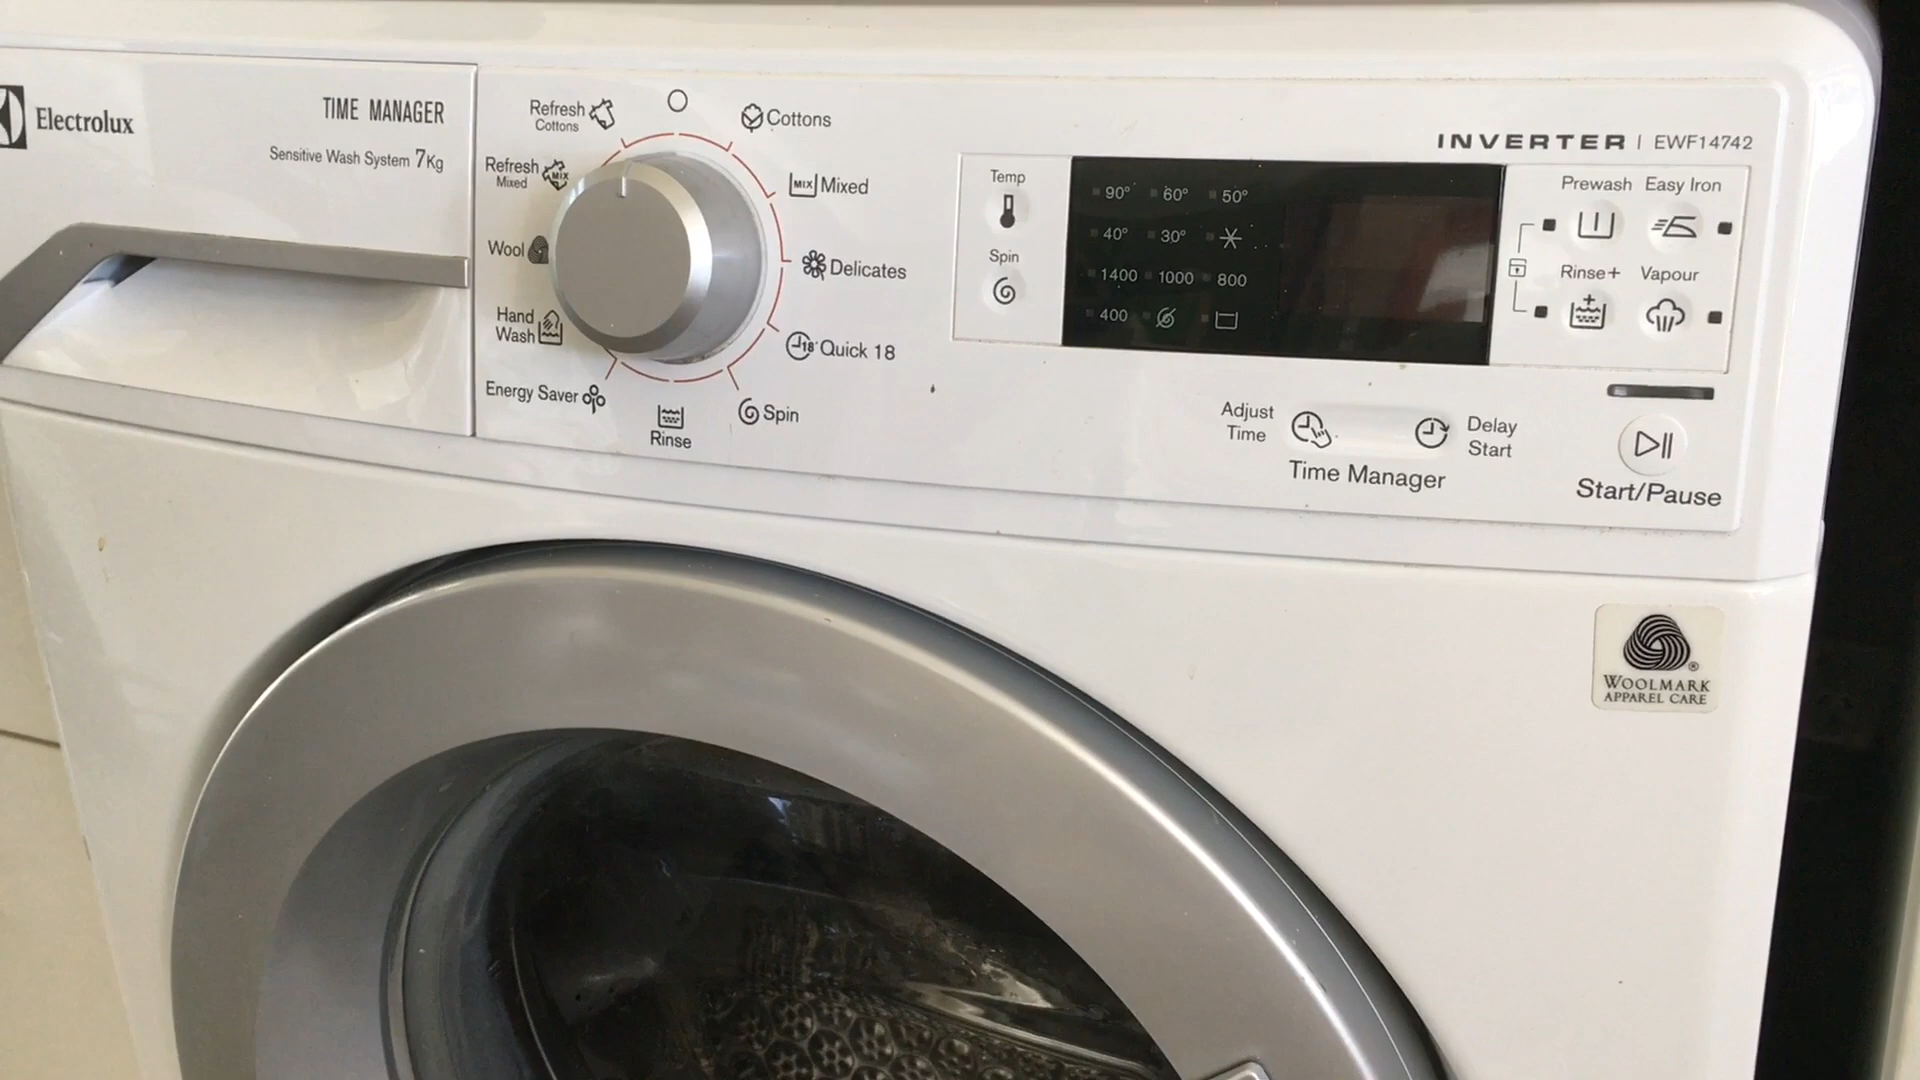 Electrolux
TIME MANAGER
Sensitive Wash System 7Kg
Refresh
Cottons
Refresh
Mixed
MIX
Wool
Hand
Wash
Energy Saver
Rinse
Cottons
MIX Mixed
Delicates
18' Quick 18
Spin
Temp
Spin
90° 60° 50°
40° 30°
1400 1000 800
400
INVERTER | EWF14742
Prewash Easy Iron
Rinse+ Vapour
Adjust
Time
Delay
Start
Time Manager
Start/Pause
WOOLMARK
APPAREL CARE